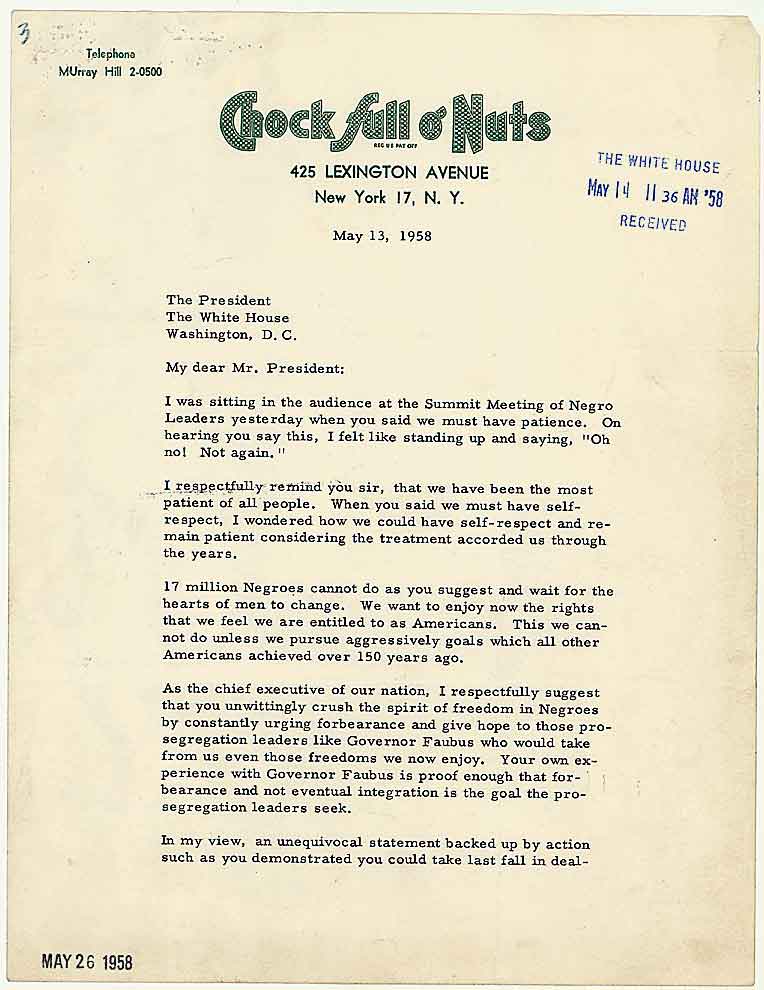 3
Telephone
MUrray Hill 2-0500
Chock full o' Nuts
REG US PAT OFF
425 LEXINGTON AVENUE
New York 17, N. Y.
THE WHITE HOUSE
MAY 14 11 36 AM '58
RECEIVED
May 13, 1958
The President
The White House
Washington, D. C.
My dear Mr. President:
I was sitting in the audience at the Summit Meeting of Negro
Leaders yesterday when you said we must have patience. On
hearing you say this, I felt like standing up and saying, "Oh
no! Not again."
I respectfully remind you sir, that we have been the most
patient of all people. When you said we must have self-
respect, I wondered how we could have self-respect and re-
main patient considering the treatment accorded us through
the years.
17 million Negroes cannot do as you suggest and wait for the
hearts of men to change. We want to enjoy now the rights
that we feel we are entitled to as Americans. This we can-
not do unless we pursue aggressively goals which all other
Americans achieved over 150 years ago.
As the chief executive of our nation, I respectfully suggest
that you unwittingly crush the spirit of freedom in Negroes
by constantly urging forbearance and give hope to those pro-
segregation leaders like Governor Faubus who would take
from us even those freedoms we now enjoy. Your own ex-
perience with Governor Faubus is proof enough that for-
bearance and not eventual integration is the goal the pro-
segregation leaders seek.
In my view, an unequivocal statement backed up by action
such as you demonstrated you could take last fall in deal-
MAY 26 1958